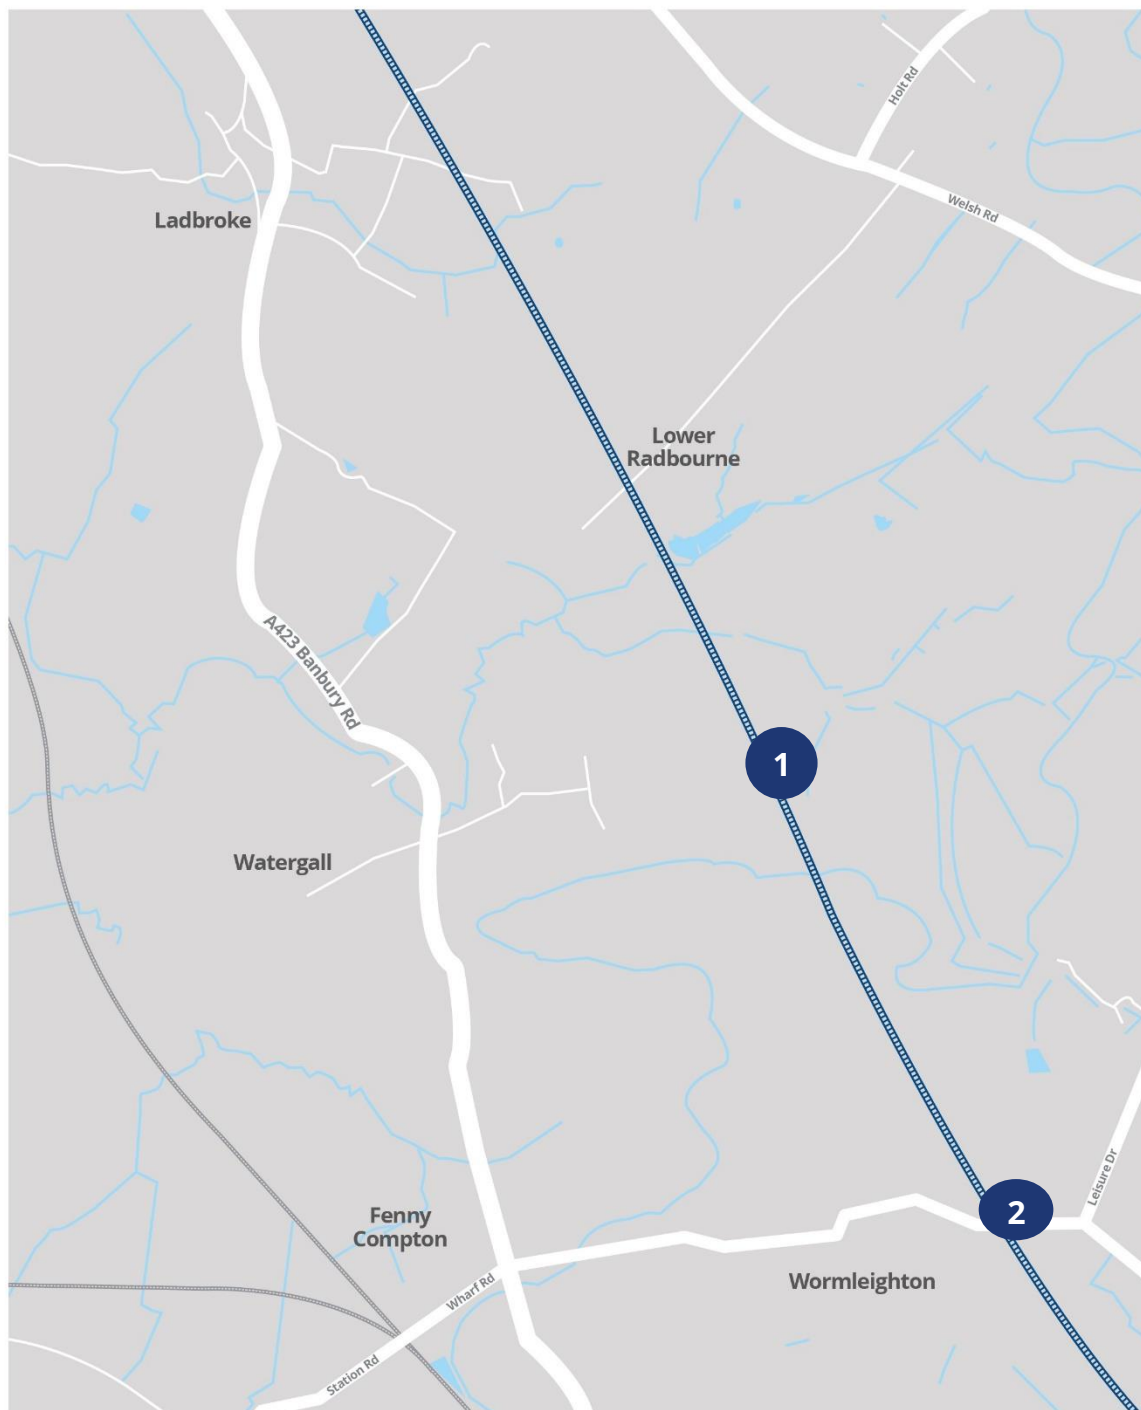 Holt Rd
Welsh Rd
Ladbroke
Lower
Radbourne
A423 Banbury Rd
1
Watergall
Leisure Dr
2
Fenny
Compton
Wormleighton
Wharf Rd
Station Rd